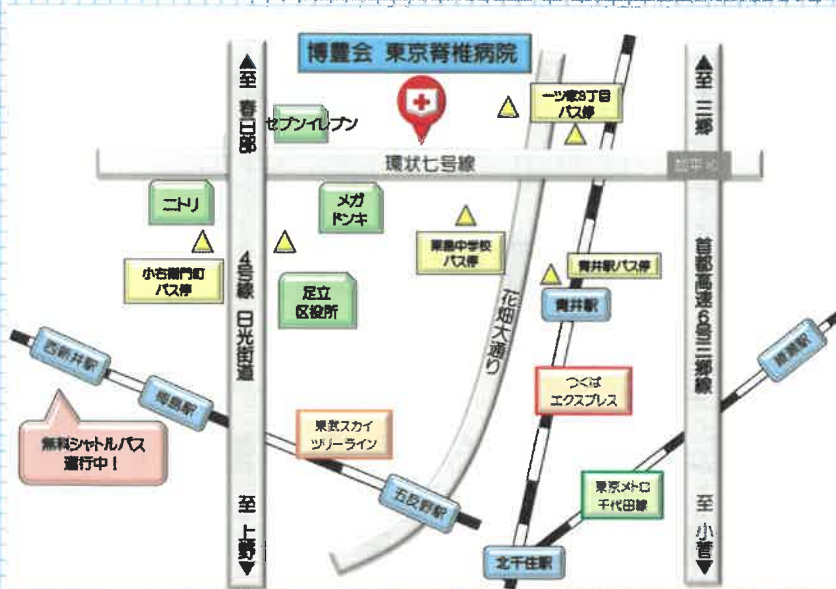 博豊会 東京脊椎病院
▲至 春日部
セブンイレブン
一ツ家3丁目
バス停
▲至 三郷
環状七号線
加平IC
ニトリ
メガ
ドンキ
小右衛門町
バス停
足立
区役所
栗島中学校
バス停
青井駅バス停
青井駅
4号線 日光街道
花畑大通り
首都高速6号三郷線
西新井駅
梅島駅
綾瀬駅
無料シャトルバス
運行中！
東武スカイ
ツリーライン
つくば
エクスプレス
五反野駅
東京メトロ
千代田線
北千住駅
至 上野▼
至 小菅▼